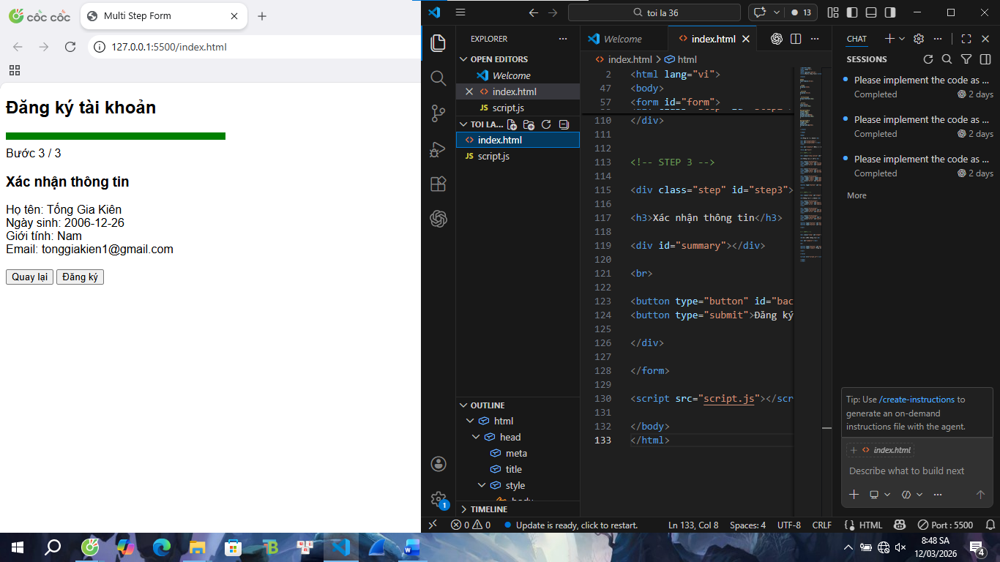 cốc cốc
Multi Step Form
127.0.0.1:5500/index.html
Đăng ký tài khoản
Bước 3 / 3
Xác nhận thông tin
Họ tên: Tống Gia Kiên
Ngày sinh: 2006-12-26
Giới tính: Nam
Email: tonggiakien1@gmail.com
Quay lại Đăng ký
toi la 36
13
EXPLORER
OPEN EDITORS
Welcome
index.html
script.js
TOI LA...
index.html
script.js
OUTLINE
html
head
meta
title
style
body
TIMELINE
Welcome index.html
index.html > html
2 <html lang="vi">
47 <body>
57 <form id="form">
110 </div>
111
112
113 <!-- STEP 3 -->
114
115 <div class="step" id="step3">
116
117 <h3>Xác nhận thông tin</h3>
118
119 <div id="summary"></div>
120
121 <br>
122
123 <button type="button" id="bac
124 <button type="submit">Đăng ký
125
126 </div>
127
128 </form>
129
130 <script src="script.js"></scr
131
132 </body>
133 </html>
CHAT
SESSIONS
Please implement the code as ...
Completed 2 days
Please implement the code as ...
Completed 2 days
Please implement the code as ...
Completed 2 days
More
Tip: Use /create-instructions to
generate an on-demand
instructions file with the agent.
index.html
Describe what to build next
1
0 0 Update is ready, click to restart. Ln 133, Col 8 Spaces: 4 UTF-8 CRLF HTML Port : 5500
8:48 SA
12/03/2026
4